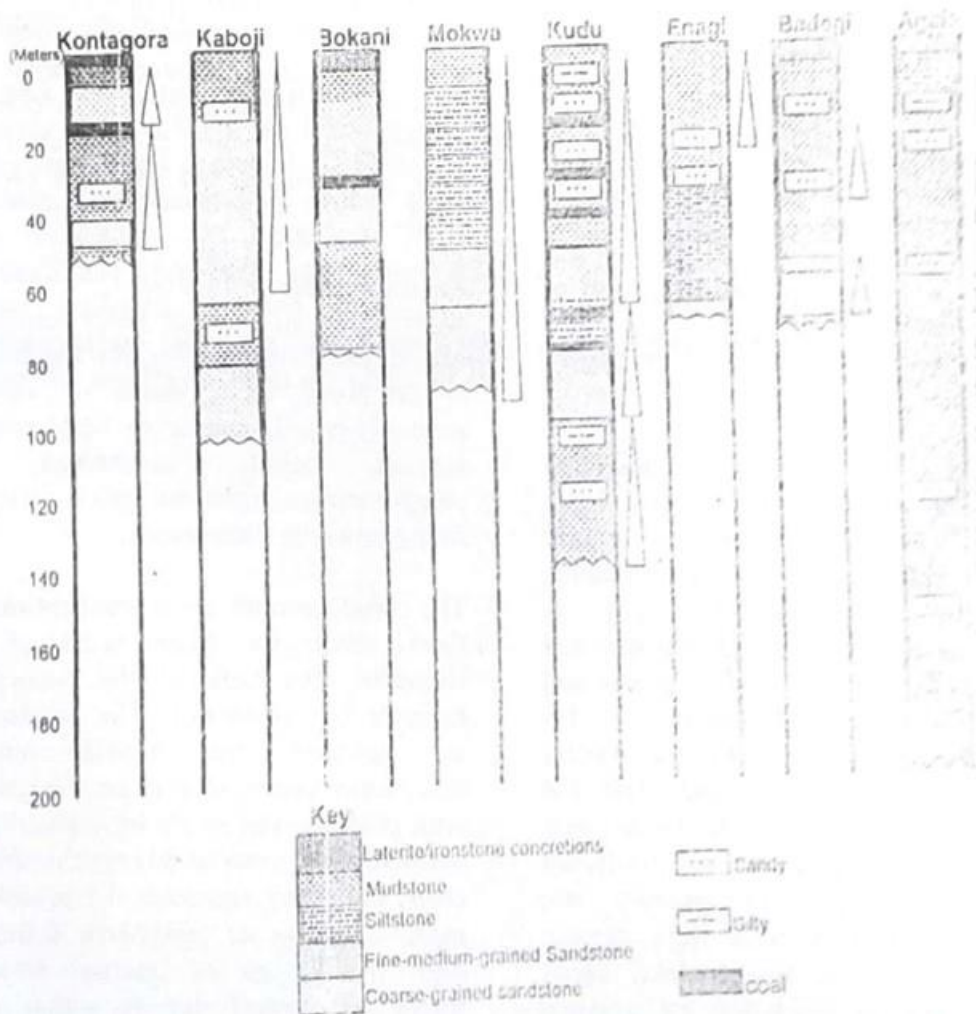 Kontagora Kaboji Bokani Mokwa Kudu Enagi Badegi
(Meters)
0
20
40
60
80
100
120
140
160
180
200
Key
Laterite/ironstone concretions
Mudstone
Siltstone
Fine-medium-grained Sandstone
Coarse-grained sandstone
Sandy
Silty
coal